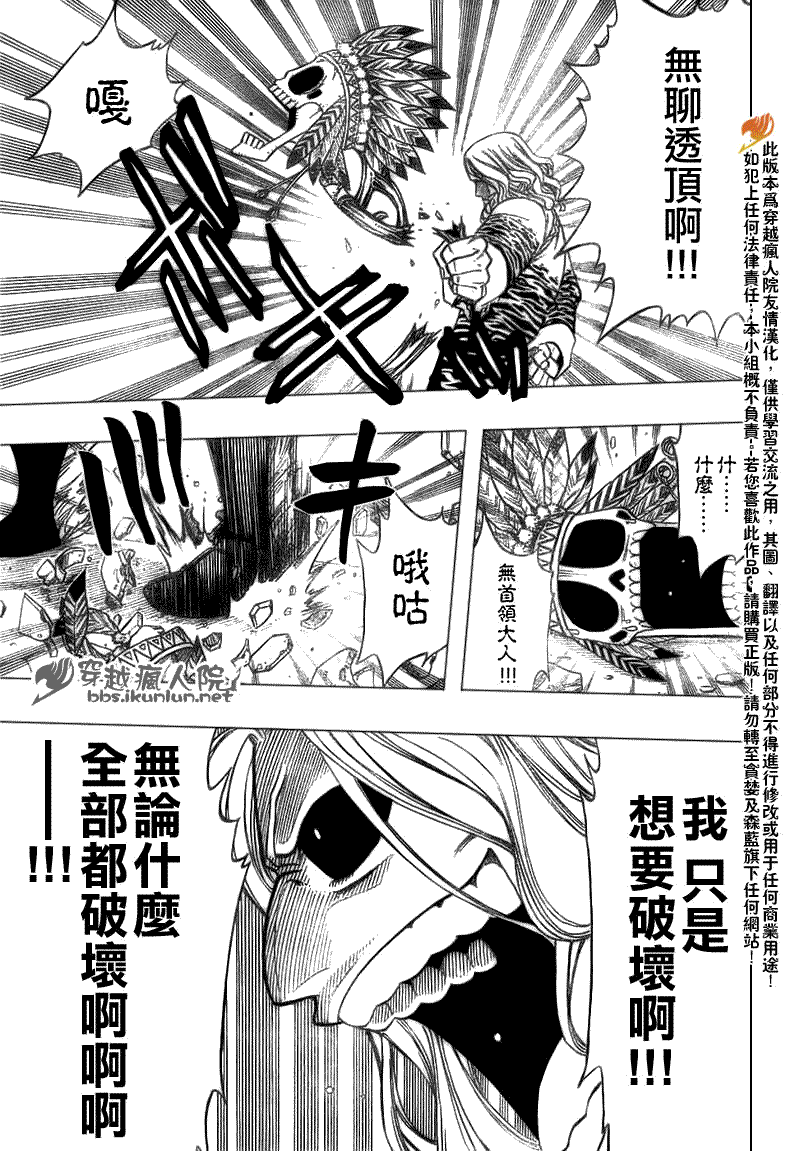 無聊透頂啊!!!
嘎
什……
什麼……
無首領大人!!!
哦咕
我 只是
想要破壞啊!!!
無論什麼
全部都破壞啊啊啊啊
——!!!
穿越瘋人院
bbs.ikunlun.net
此版本爲穿越瘋人院友情漢化，僅供學習交流之用，其圖、翻譯以及任何部分不得進行修改或用于任何商業用途！
如犯上任何法律責任，本小組概不負責。若您喜歡此作品，請購買正版！請勿轉至貪婪及森藍旗下任何網站！